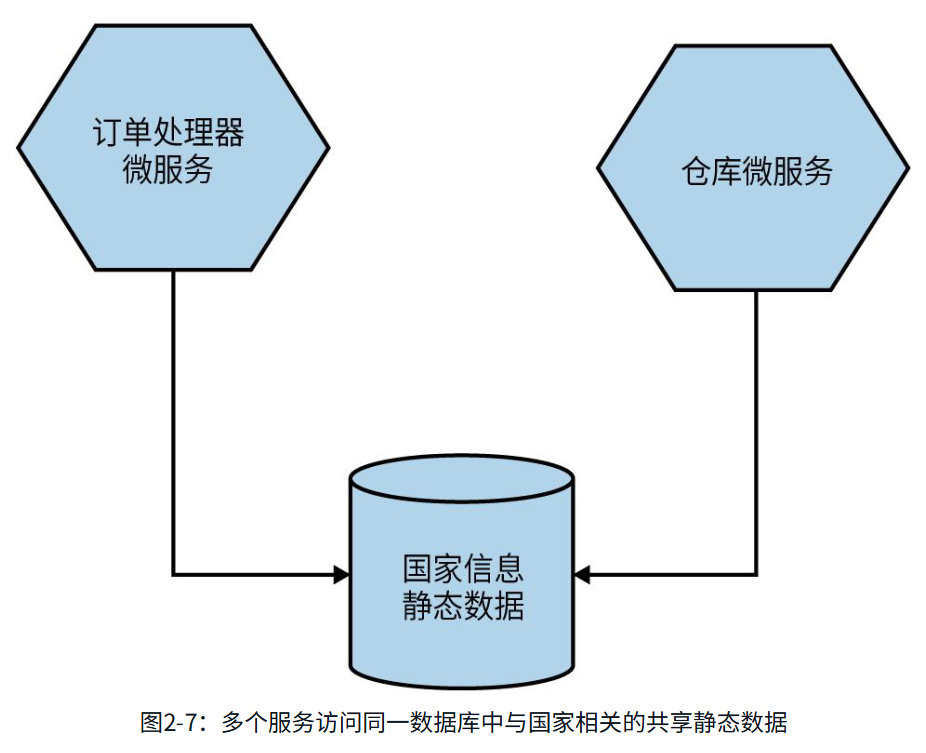 订单处理器
微服务
仓库微服务
国家信息
静态数据
图2-7：多个服务访问同一数据库中与国家相关的共享静态数据